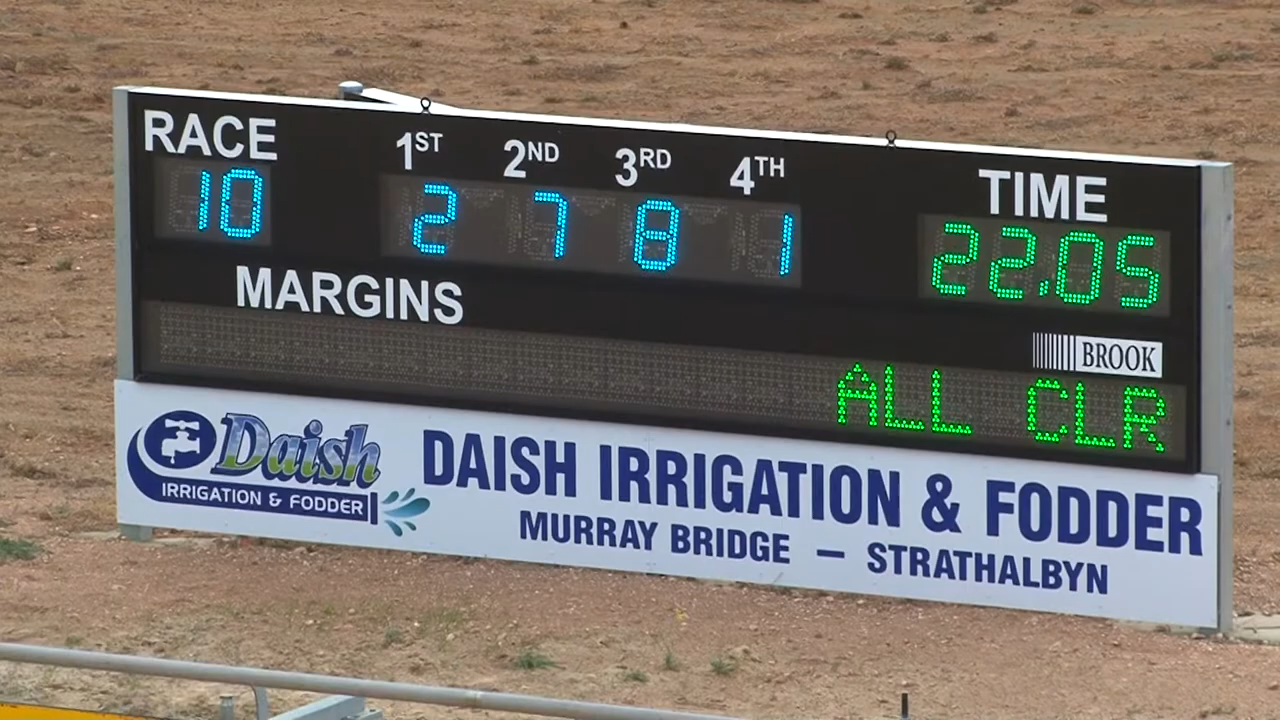 RACE 1ST 2ND 3RD 4TH TIME
10 2 7 8 1 22.05
MARGINS
BROOK
ALL CLR
Daish
IRRIGATION & FODDER
DAISH IRRIGATION & FODDER
MURRAY BRIDGE – STRATHALBYN